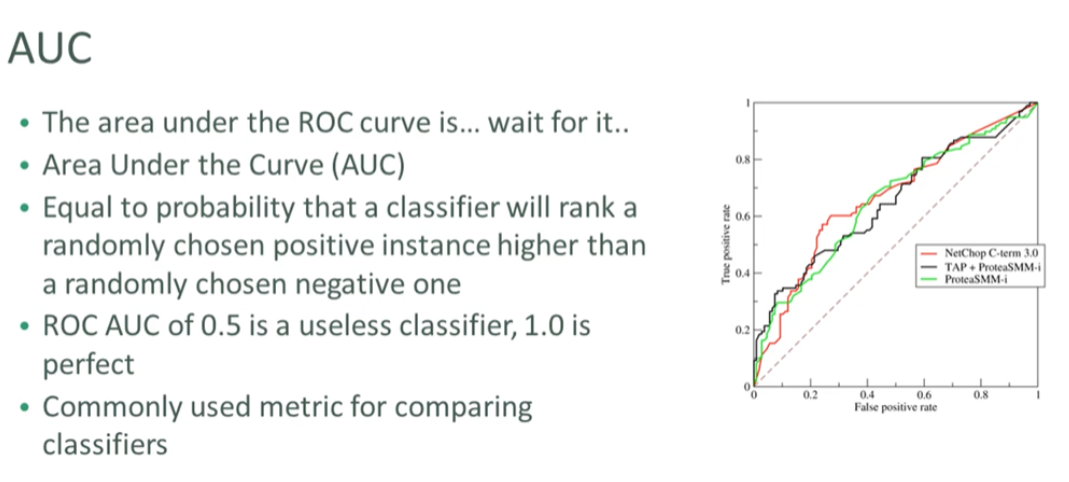 AUC
• The area under the ROC curve is... wait for it..
• Area Under the Curve (AUC)
• Equal to probability that a classifier will rank a
randomly chosen positive instance higher than
a randomly chosen negative one
• ROC AUC of 0.5 is a useless classifier, 1.0 is
perfect
• Commonly used metric for comparing
classifiers
1
0.8
0.6
0.4
0.2
0
True positive rate
NetChop C-term 3.0
TAP + ProteaSMM-i
ProteaSMM-i
0 0.2 0.4 0.6 0.8 1
False positive rate